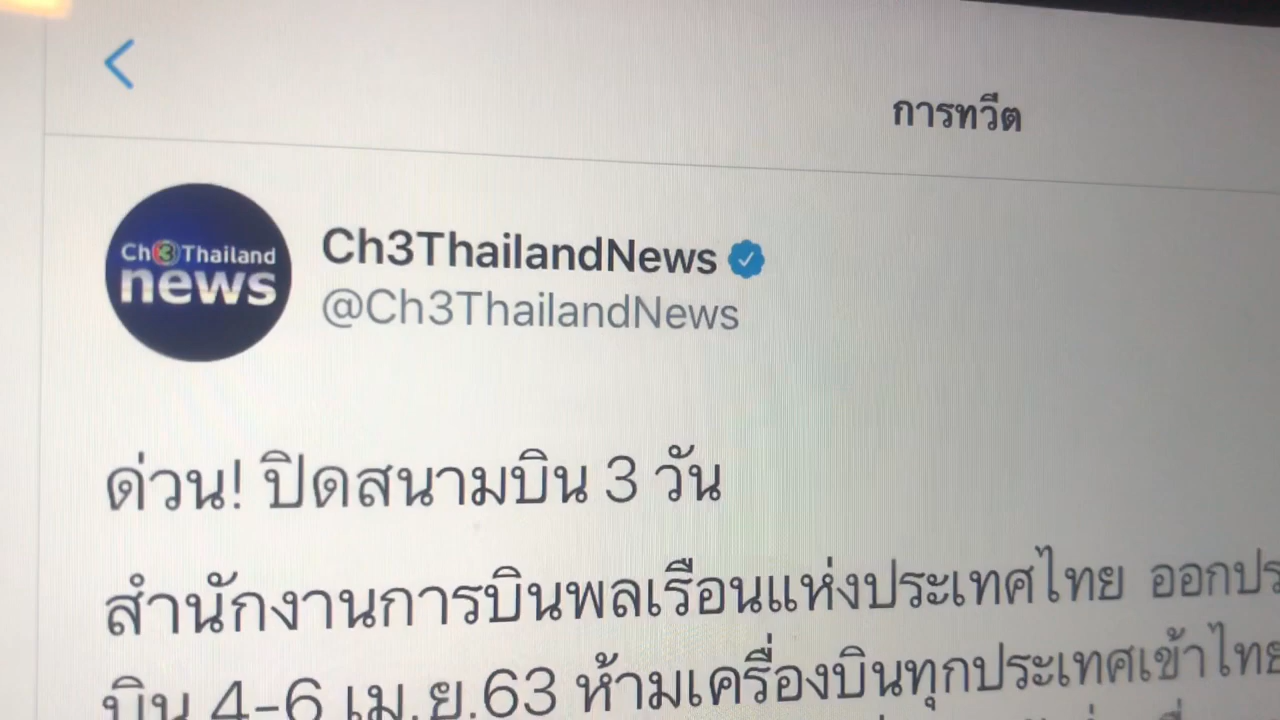 การทวีต
Ch3Thailand
news
Ch3ThailandNews
@Ch3ThailandNews
ด่วน! ปิดสนามบิน 3 วัน
สำนักงานการบินพลเรือนแห่งประเทศไทย
บิน 4-6 เม.ย.63 ห้ามเครื่องบินทุกประเทศเข้าไทย